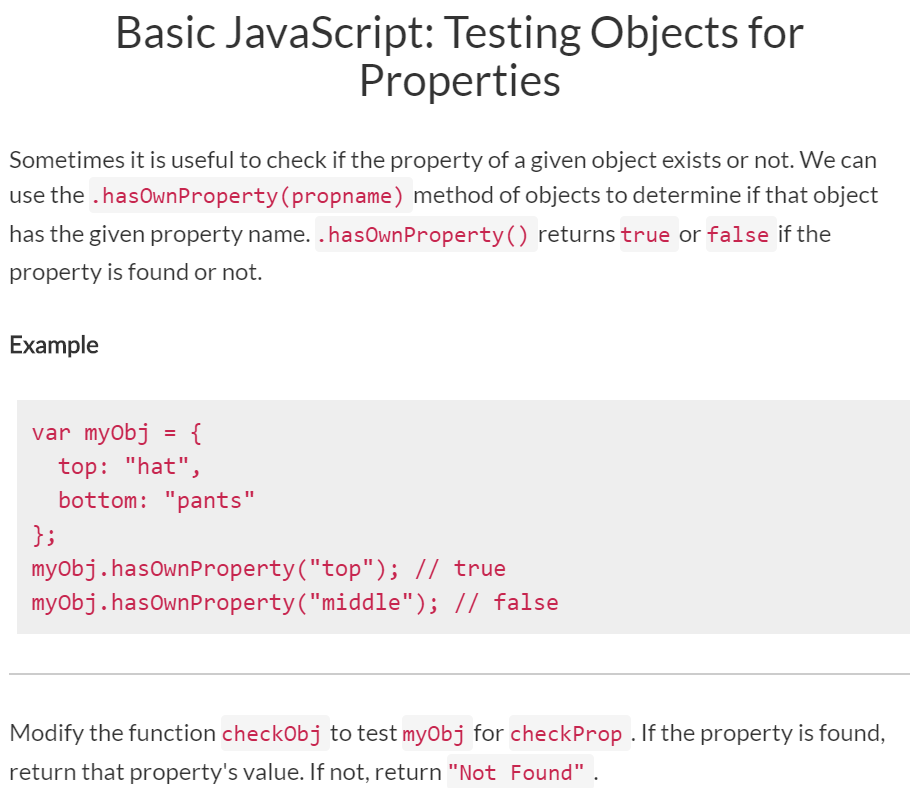 Basic JavaScript: Testing Objects for
Properties
Sometimes it is useful to check if the property of a given object exists or not. We can
use the .hasOwnProperty(propname) method of objects to determine if that object
has the given property name. .hasOwnProperty() returns true or false if the
property is found or not.
Example
var myObj = {
  top: "hat",
  bottom: "pants"
};
myObj.hasOwnProperty("top"); // true
myObj.hasOwnProperty("middle"); // false
Modify the function checkObj to test myObj for checkProp . If the property is found,
return that property's value. If not, return "Not Found" .